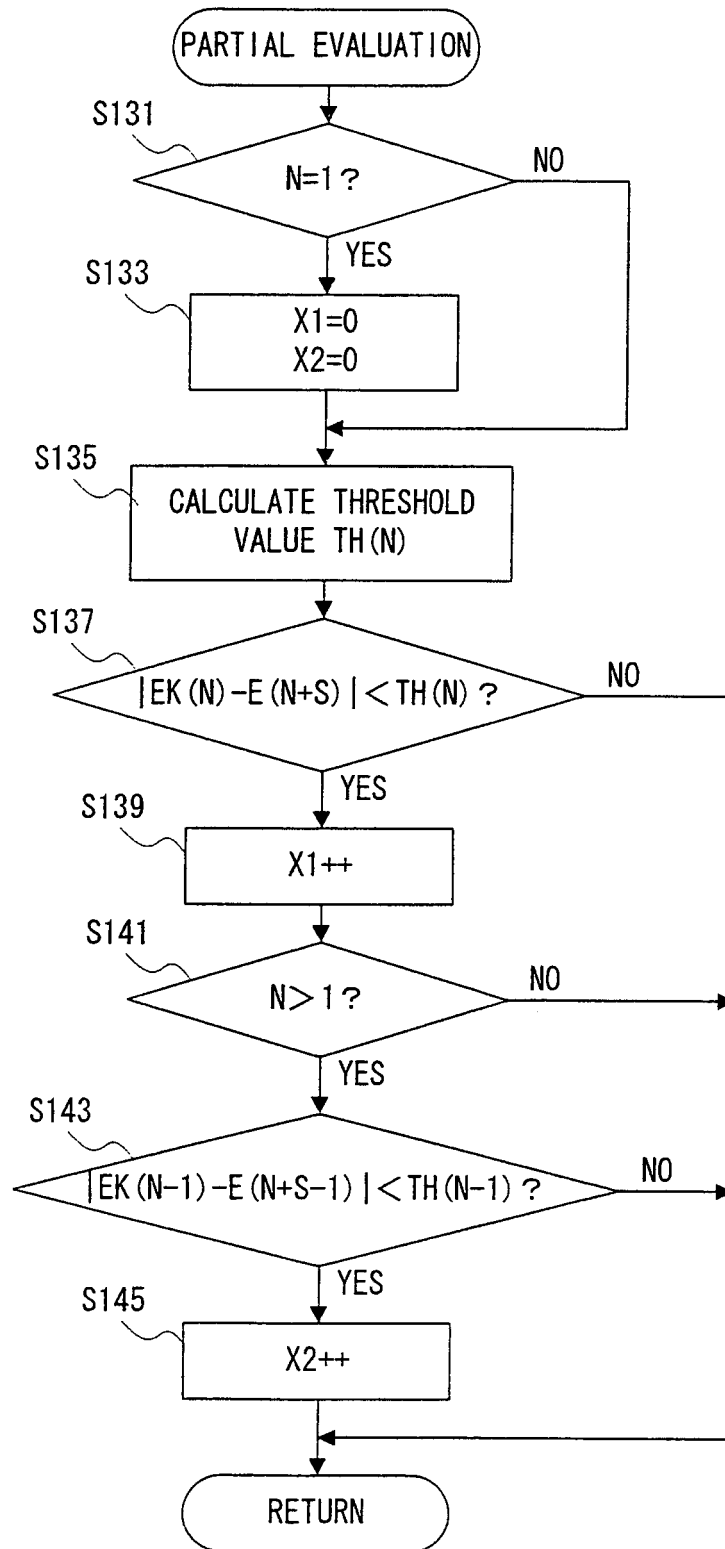 PARTIAL EVALUATION
S131
N=1?
NO
YES
S133
X1=0
X2=0
S135
CALCULATE THRESHOLD
VALUE TH(N)
S137
|EK(N)-E(N+S)|<TH(N)?
NO
YES
S139
X1++
S141
N>1?
NO
YES
S143
|EK(N-1)-E(N+S-1)|<TH(N-1)?
NO
YES
S145
X2++
RETURN